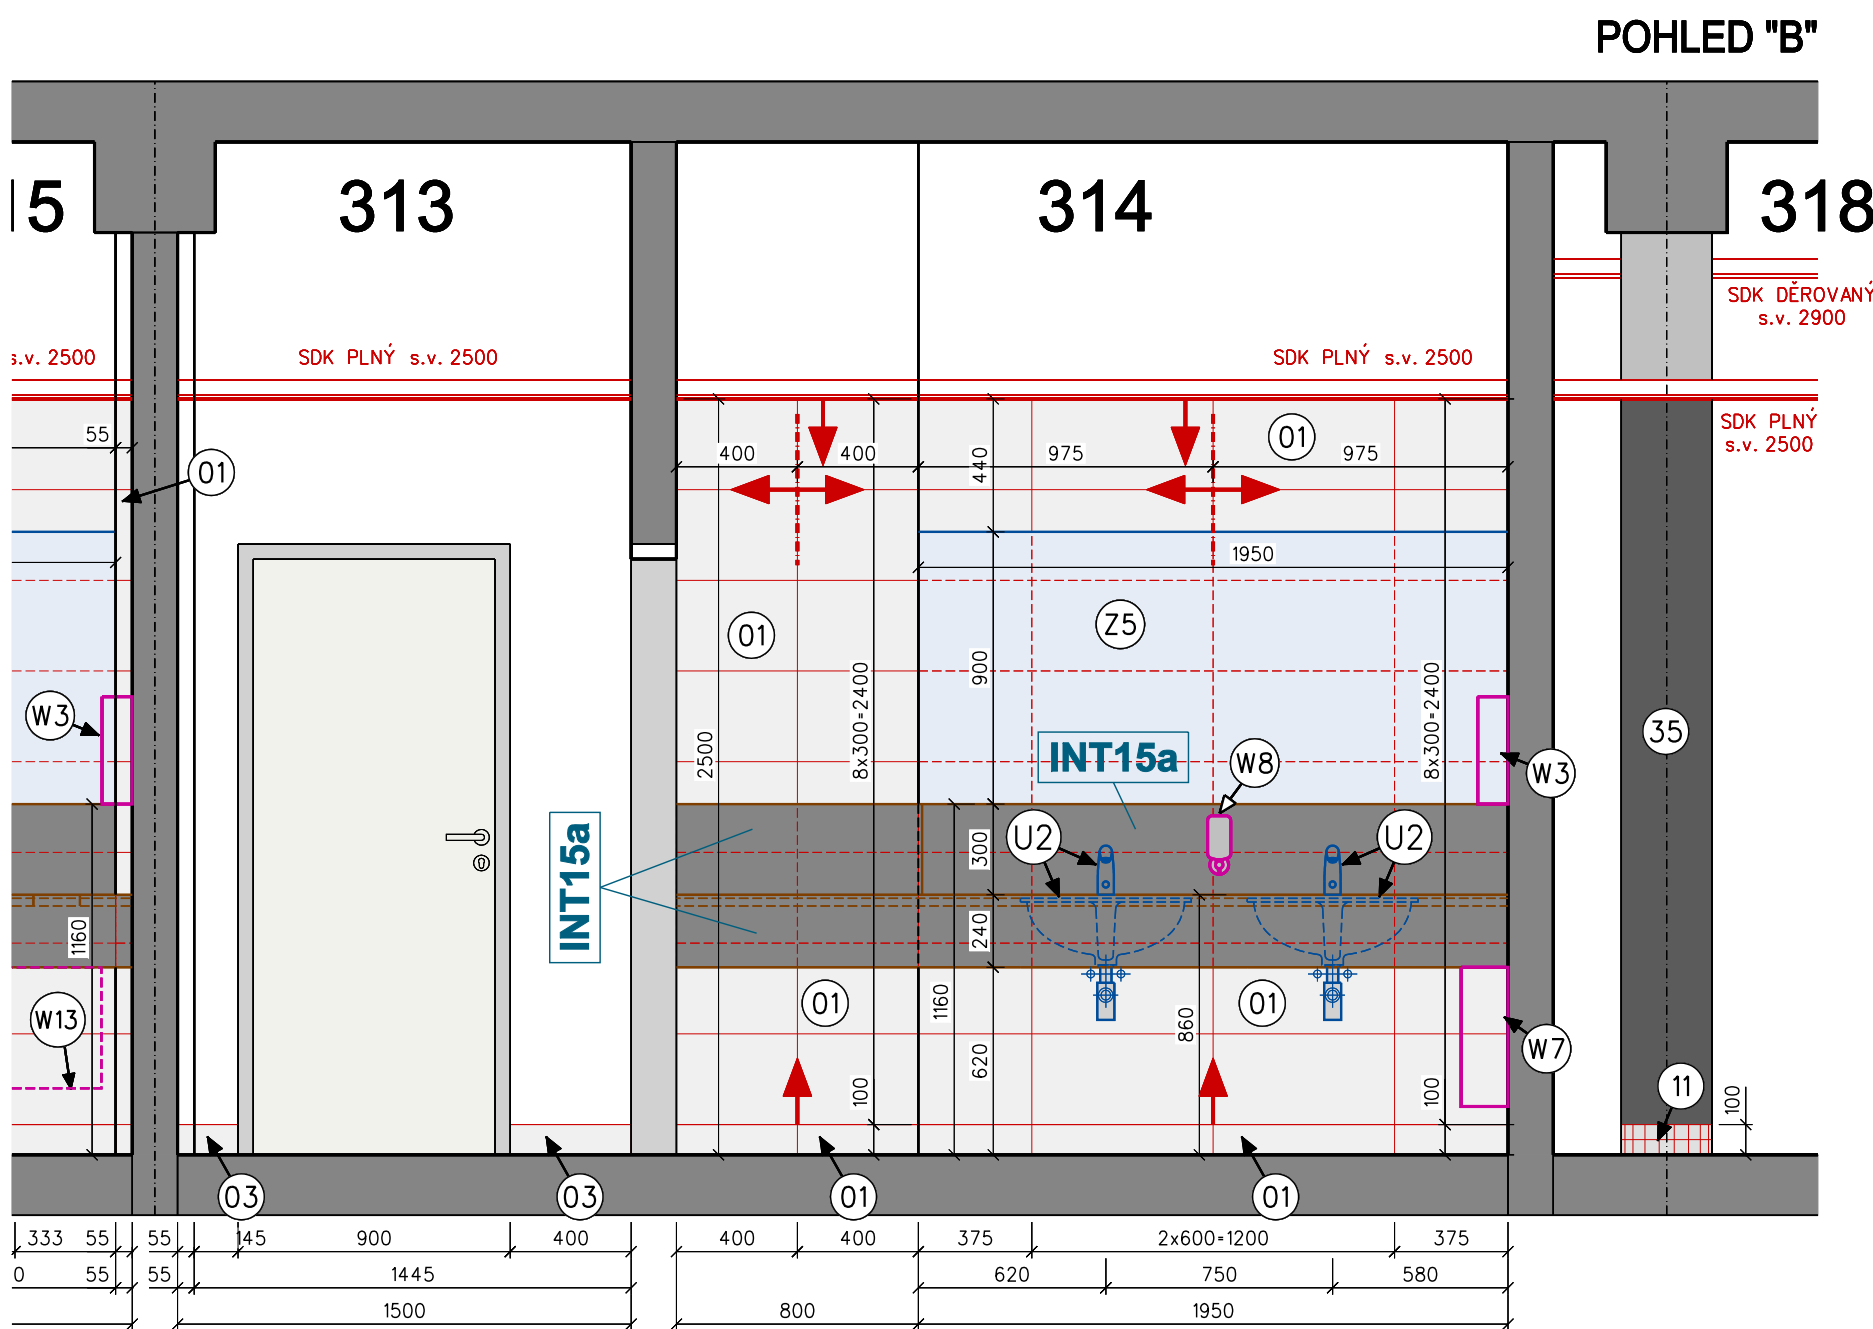 POHLED "B"
15
313
314
318
SDK DĚROVANÝ
s.v. 2900
s.v. 2500
SDK PLNÝ s.v. 2500
SDK PLNÝ s.v. 2500
SDK PLNÝ
s.v. 2500
55
01
400
400
440
975
01
975
1950
01
Z5
900
2500
8x300=2400
8x300=2400
W3
INT15a
W8
W3
35
INT15a
U2
U2
300
1160
240
W13
01
1160
01
860
620
W7
100
100
11
100
03
03
01
01
333
55
55
145
900
400
400
400
375
2x600=1200
375
0
55
55
1445
620
750
580
1500
800
1950